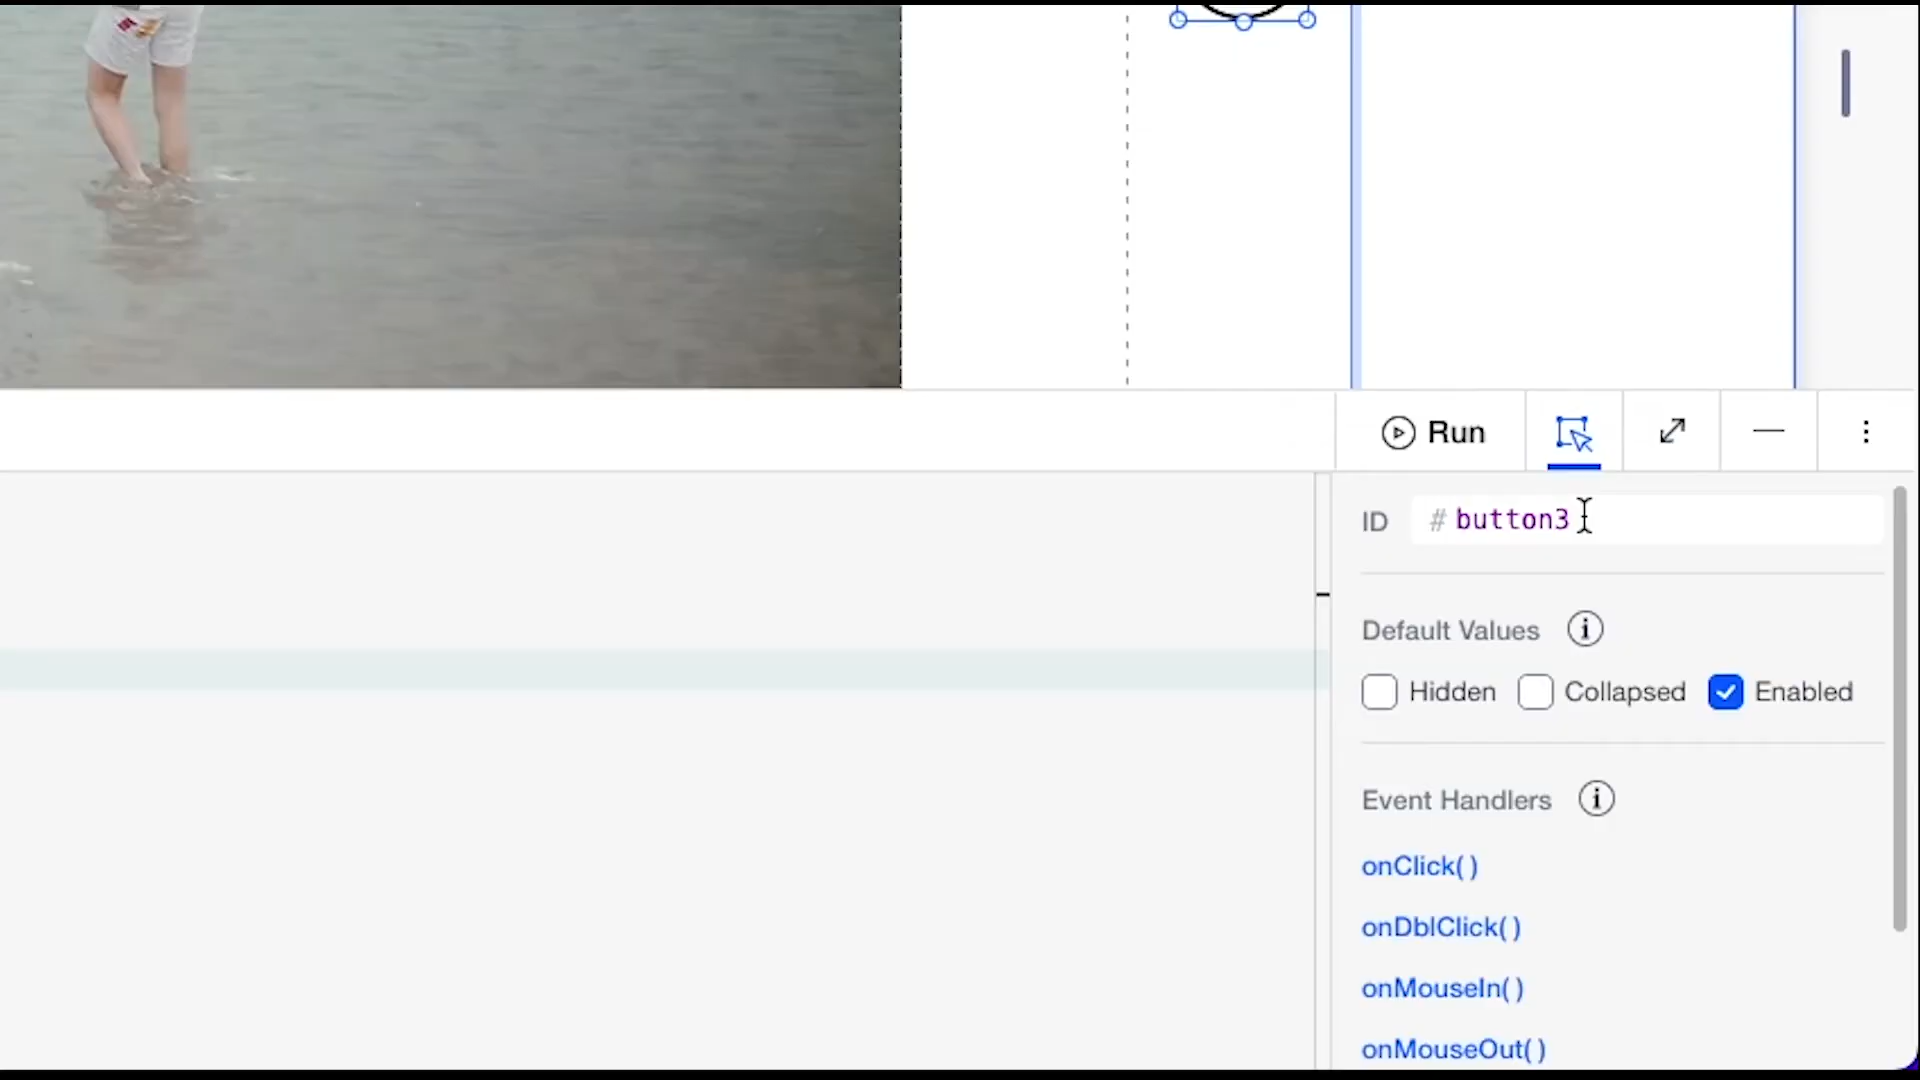 Run
ID # button3
Default Values
Hidden Collapsed Enabled
Event Handlers
onClick()
onDblClick()
onMouseIn()
onMouseOut()